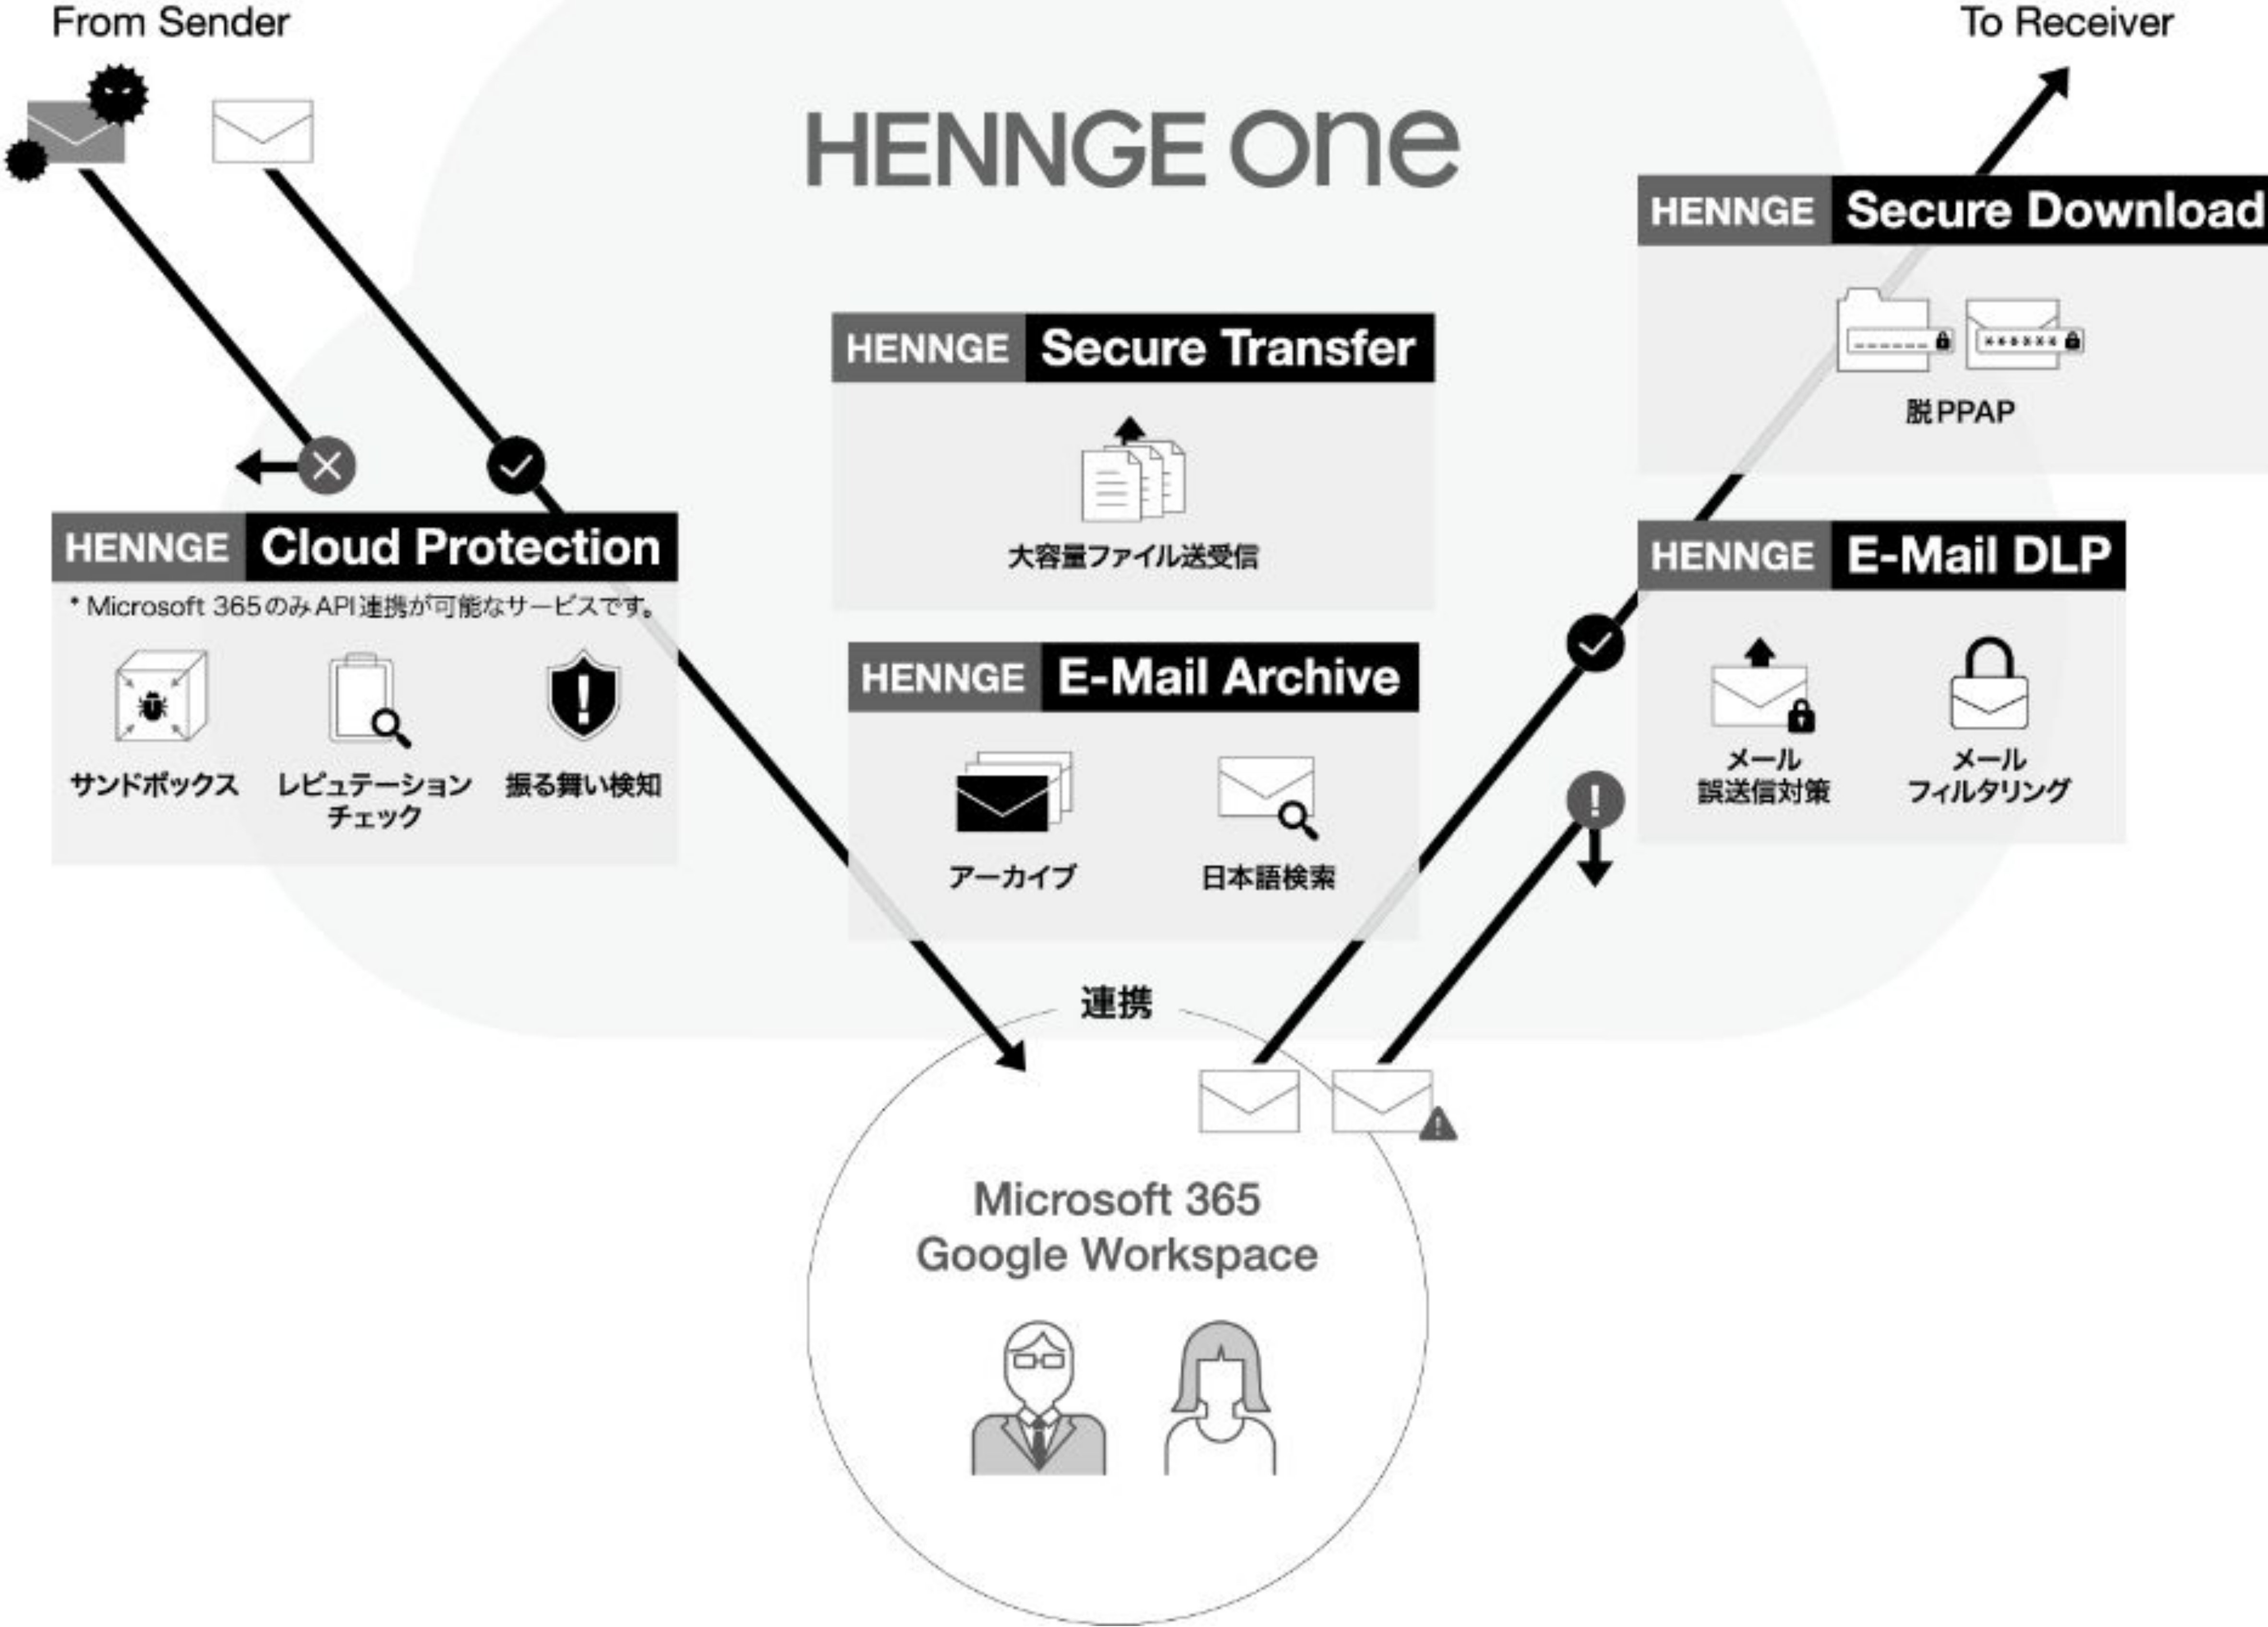 From Sender
To Receiver
HENNGE one
HENNGE Secure Download
脱PPAP
HENNGE Secure Transfer
大容量ファイル送受信
HENNGE Cloud Protection
* Microsoft 365のみAPI連携が可能なサービスです。
サンドボックス
レピュテーション
チェック
振る舞い検知
HENNGE E-Mail DLP
メール
誤送信対策
メール
フィルタリング
HENNGE E-Mail Archive
アーカイブ
日本語検索
連携
Microsoft 365
Google Workspace